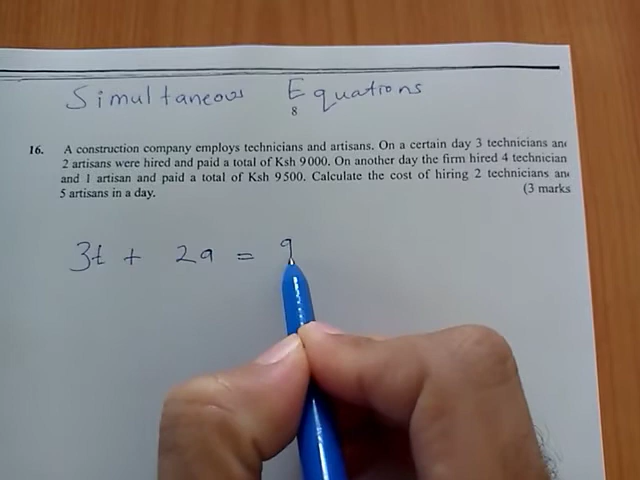 Simultaneous Equations
8
16. A construction company employs technicians and artisans. On a certain day 3 technicians and
2 artisans were hired and paid a total of Ksh 9000. On another day the firm hired 4 technician
and 1 artisan and paid a total of Ksh 9500. Calculate the cost of hiring 2 technicians and
5 artisans in a day. (3 marks
3t + 2a = 9